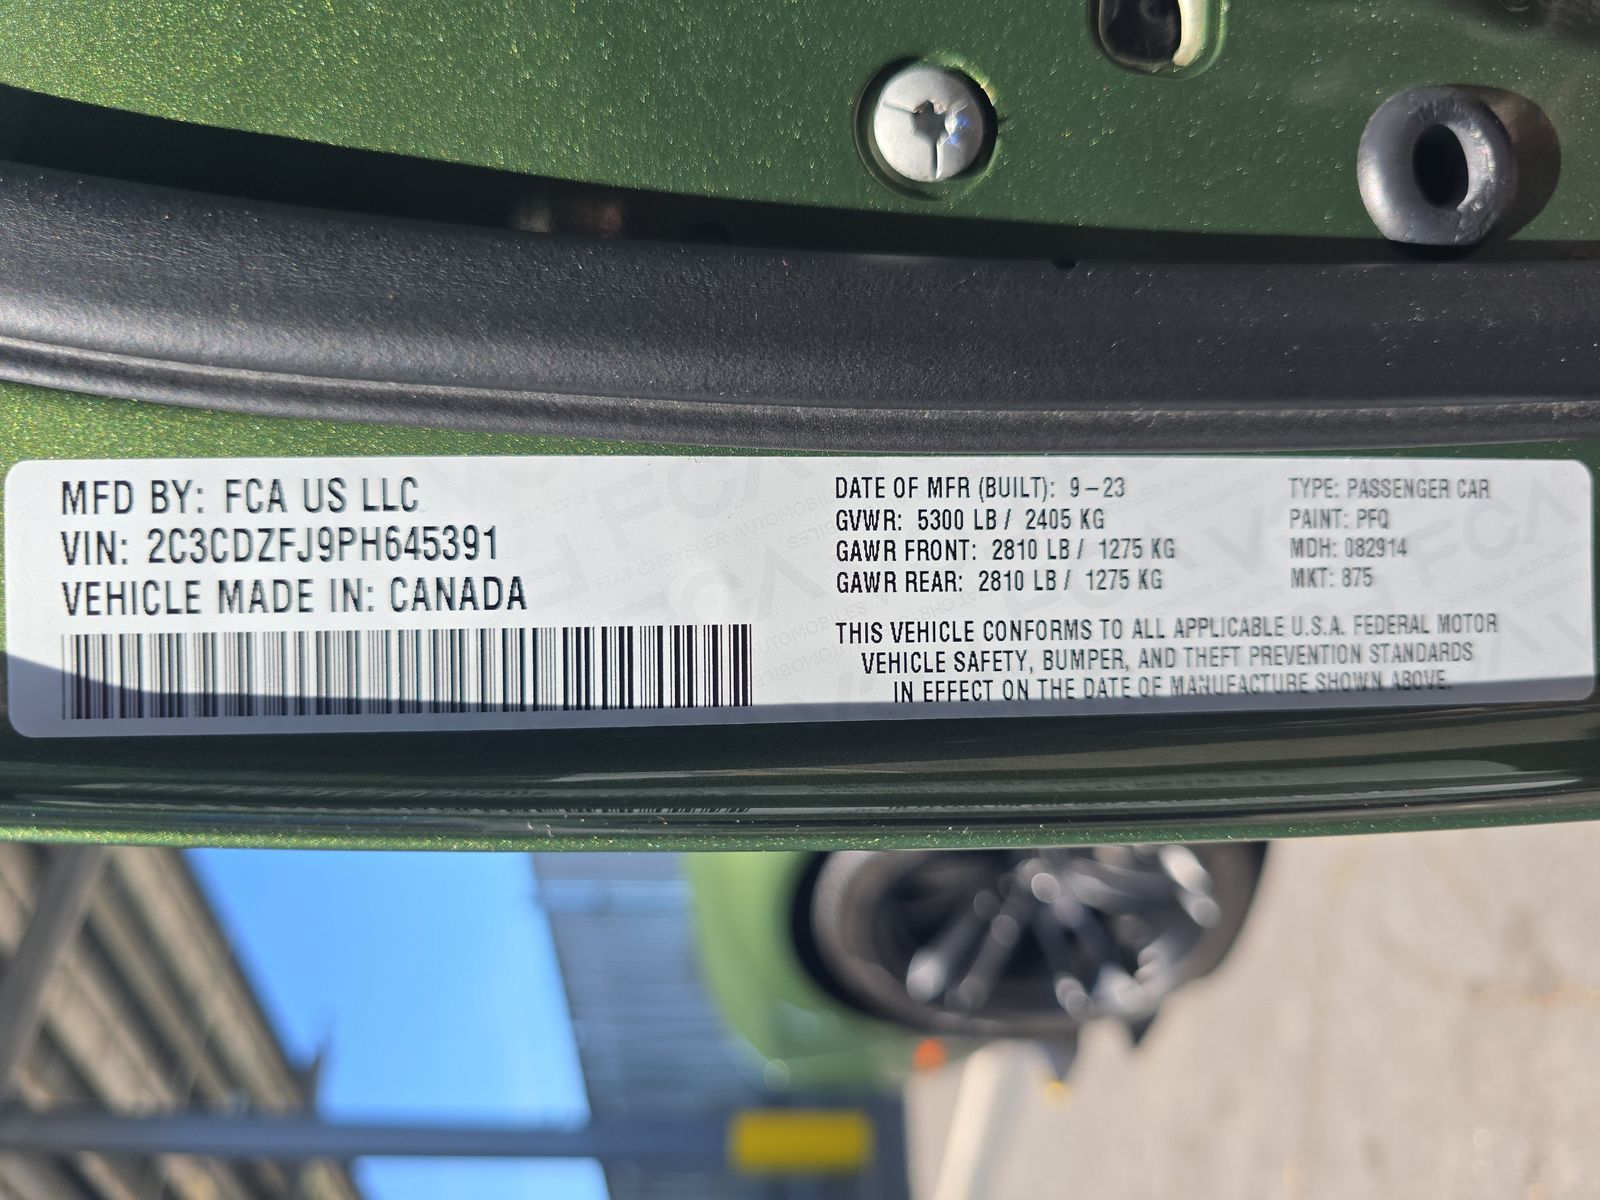 MFD BY: FCA US LLC
VIN: 2C3CDZFJ9PH645391
VEHICLE MADE IN: CANADA
DATE OF MFR (BUILT): 9-23
GVWR: 5300 LB / 2405 KG
GAWR FRONT: 2810 LB / 1275 KG
GAWR REAR: 2810 LB / 1275 KG
TYPE: PASSENGER CAR
PAINT: PFQ
MDH: 082914
MKT: 875
THIS VEHICLE CONFORMS TO ALL APPLICABLE U.S.A. FEDERAL MOTOR
VEHICLE SAFETY, BUMPER, AND THEFT PREVENTION STANDARDS
IN EFFECT ON THE DATE OF MANUFACTURE SHOWN ABOVE.